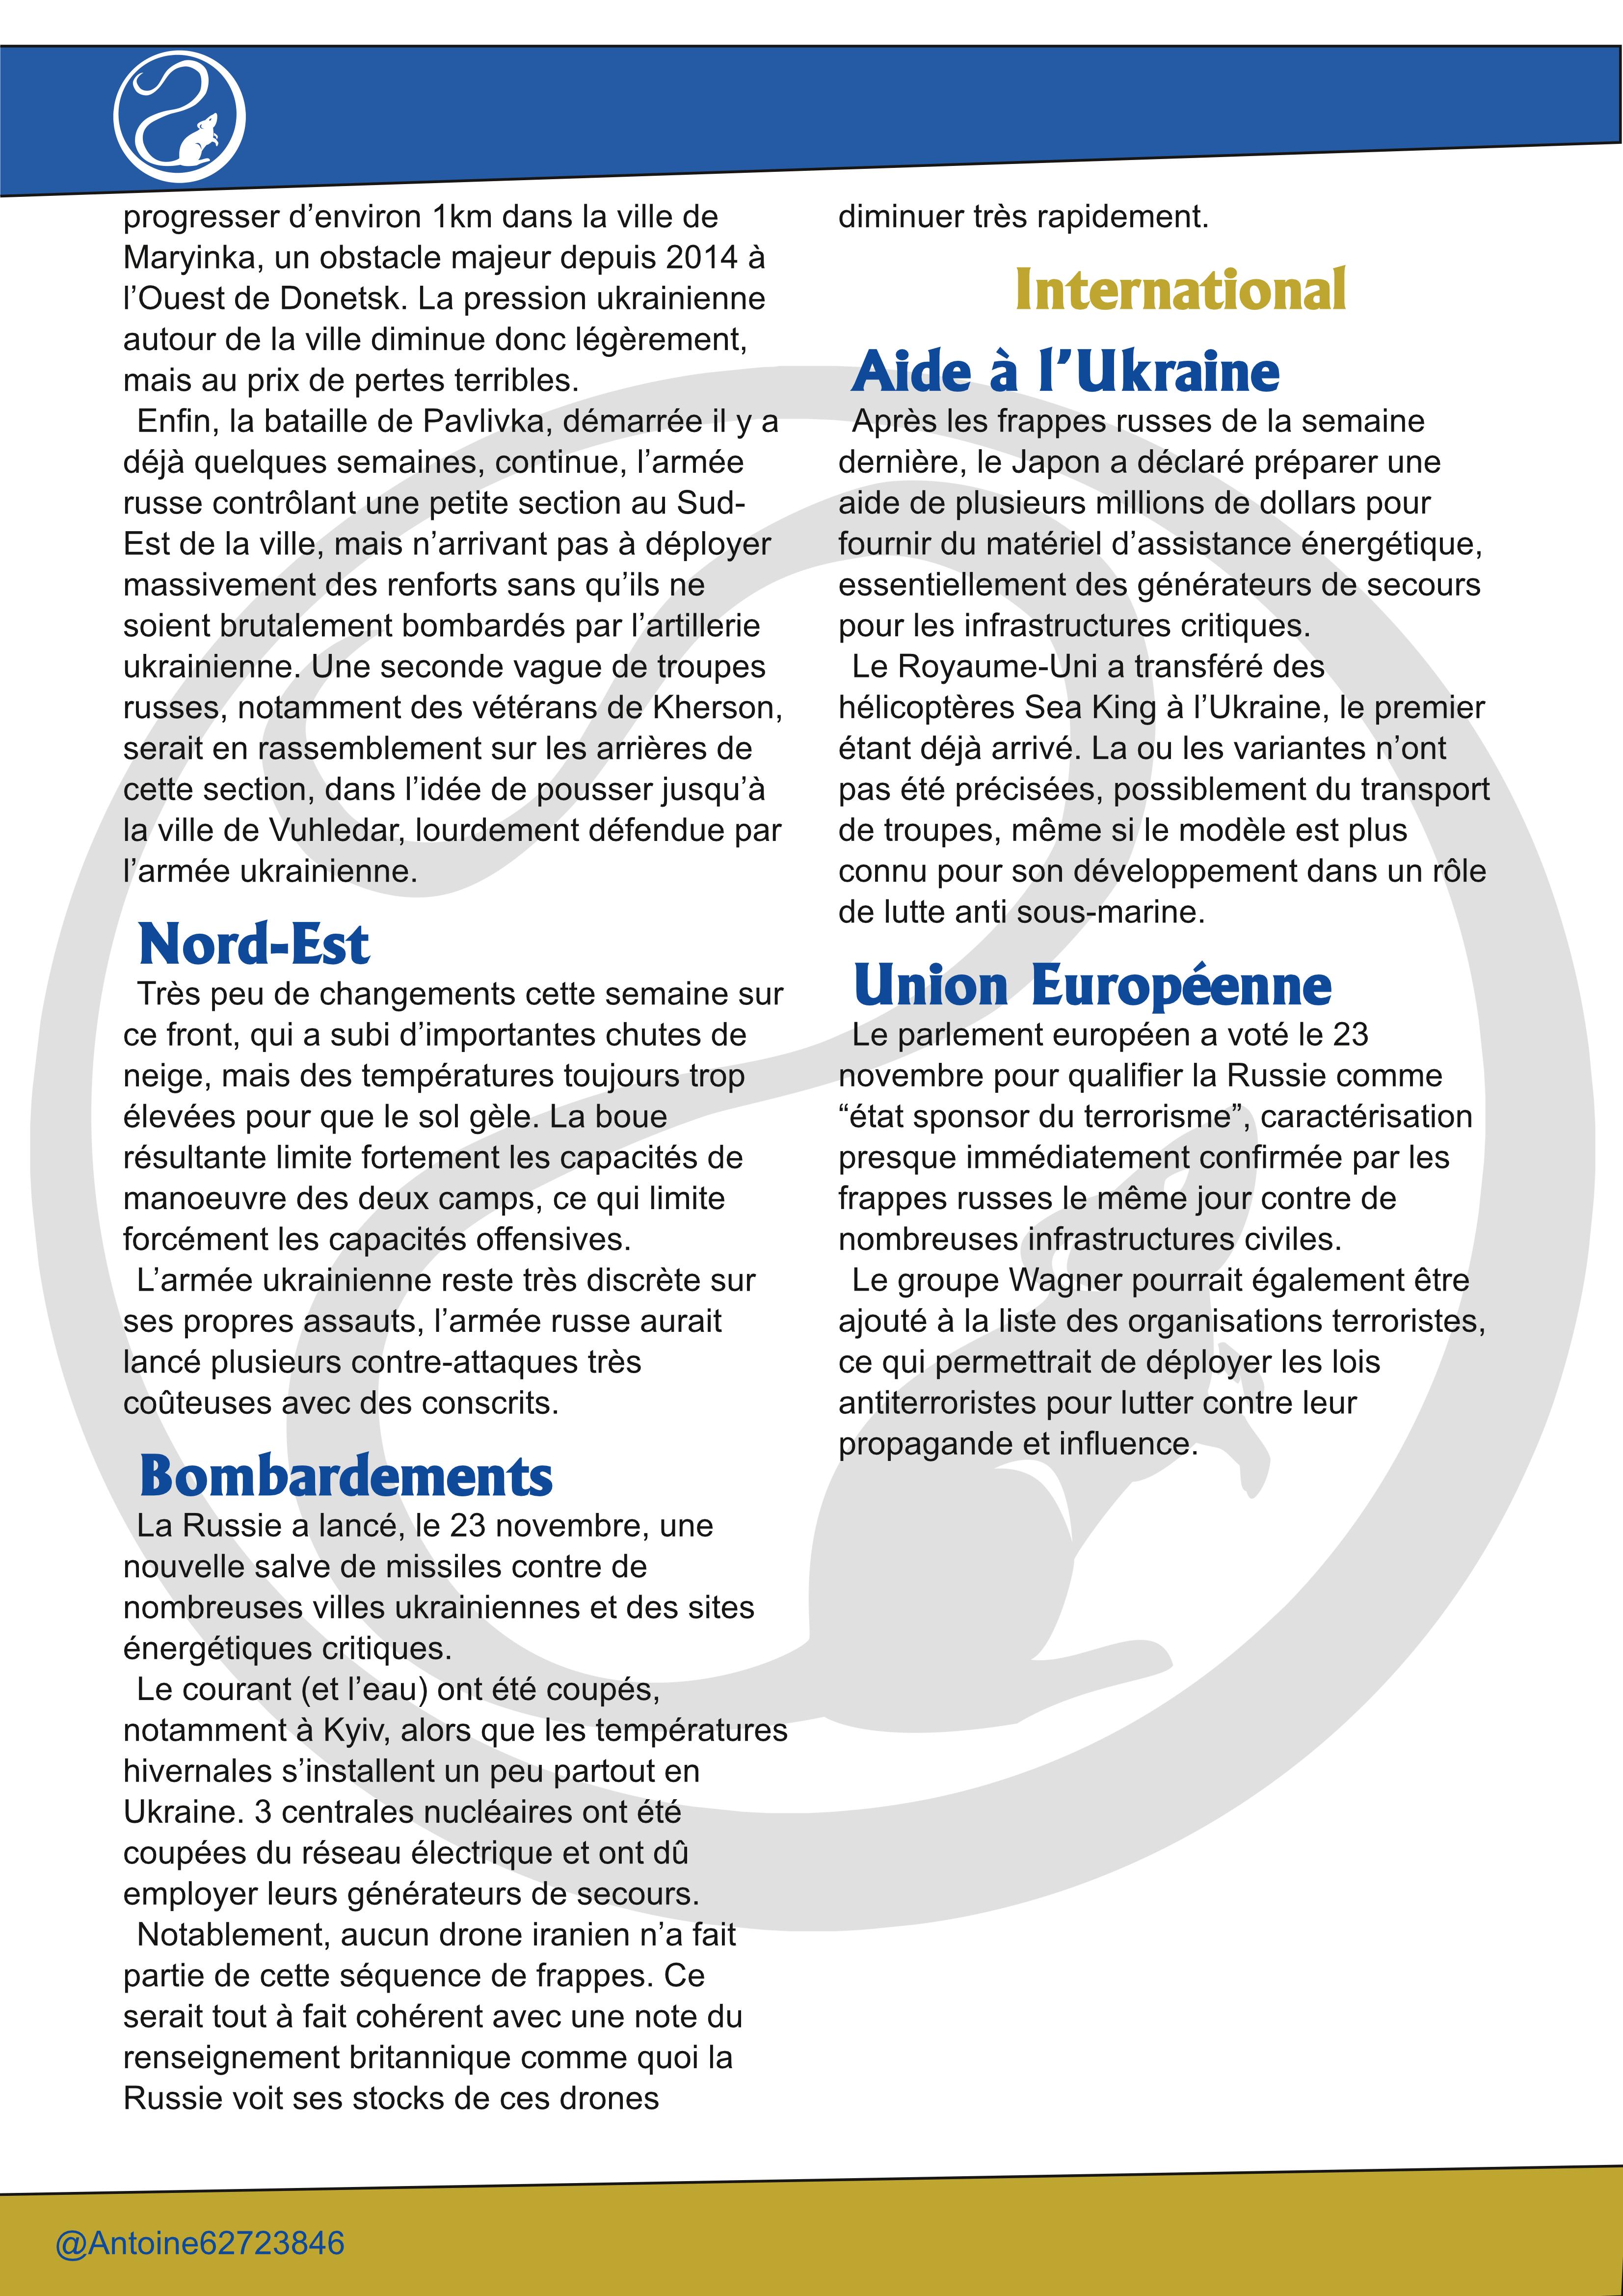 progresser d’environ 1km dans la ville de
Maryinka, un obstacle majeur depuis 2014 à
l’Ouest de Donetsk. La pression ukrainienne
autour de la ville diminue donc légèrement,
mais au prix de pertes terribles.
Enfin, la bataille de Pavlivka, démarrée il y a
déjà quelques semaines, continue, l’armée
russe contrôlant une petite section au Sud-
Est de la ville, mais n’arrivant pas à déployer
massivement des renforts sans qu’ils ne
soient brutalement bombardés par l’artillerie
ukrainienne. Une seconde vague de troupes
russes, notamment des vétérans de Kherson,
serait en rassemblement sur les arrières de
cette section, dans l’idée de pousser jusqu’à
la ville de Vuhledar, lourdement défendue par
l’armée ukrainienne.
Nord-Est
Très peu de changements cette semaine sur
ce front, qui a subi d’importantes chutes de
neige, mais des températures toujours trop
élevées pour que le sol gèle. La boue
résultante limite fortement les capacités de
manoeuvre des deux camps, ce qui limite
forcément les capacités offensives.
L’armée ukrainienne reste très discrète sur
ses propres assauts, l’armée russe aurait
lancé plusieurs contre-attaques très
coûteuses avec des conscrits.
Bombardements
La Russie a lancé, le 23 novembre, une
nouvelle salve de missiles contre de
nombreuses villes ukrainiennes et des sites
énergétiques critiques.
Le courant (et l’eau) ont été coupés,
notamment à Kyiv, alors que les températures
hivernales s’installent un peu partout en
Ukraine. 3 centrales nucléaires ont été
coupées du réseau électrique et ont dû
employer leurs générateurs de secours.
Notablement, aucun drone iranien n’a fait
partie de cette séquence de frappes. Ce
serait tout à fait cohérent avec une note du
renseignement britannique comme quoi la
Russie voit ses stocks de ces drones
diminuer très rapidement.
International
Aide à l’Ukraine
Après les frappes russes de la semaine
dernière, le Japon a déclaré préparer une
aide de plusieurs millions de dollars pour
fournir du matériel d’assistance énergétique,
essentiellement des générateurs de secours
pour les infrastructures critiques.
Le Royaume-Uni a transféré des
hélicoptères Sea King à l’Ukraine, le premier
étant déjà arrivé. La ou les variantes n’ont
pas été précisées, possiblement du transport
de troupes, même si le modèle est plus
connu pour son développement dans un rôle
de lutte anti sous-marine.
Union Européenne
Le parlement européen a voté le 23
novembre pour qualifier la Russie comme
“état sponsor du terrorisme”, caractérisation
presque immédiatement confirmée par les
frappes russes le même jour contre de
nombreuses infrastructures civiles.
Le groupe Wagner pourrait également être
ajouté à la liste des organisations terroristes,
ce qui permettrait de déployer les lois
antiterroristes pour lutter contre leur
propagande et influence.
@Antoine62723846